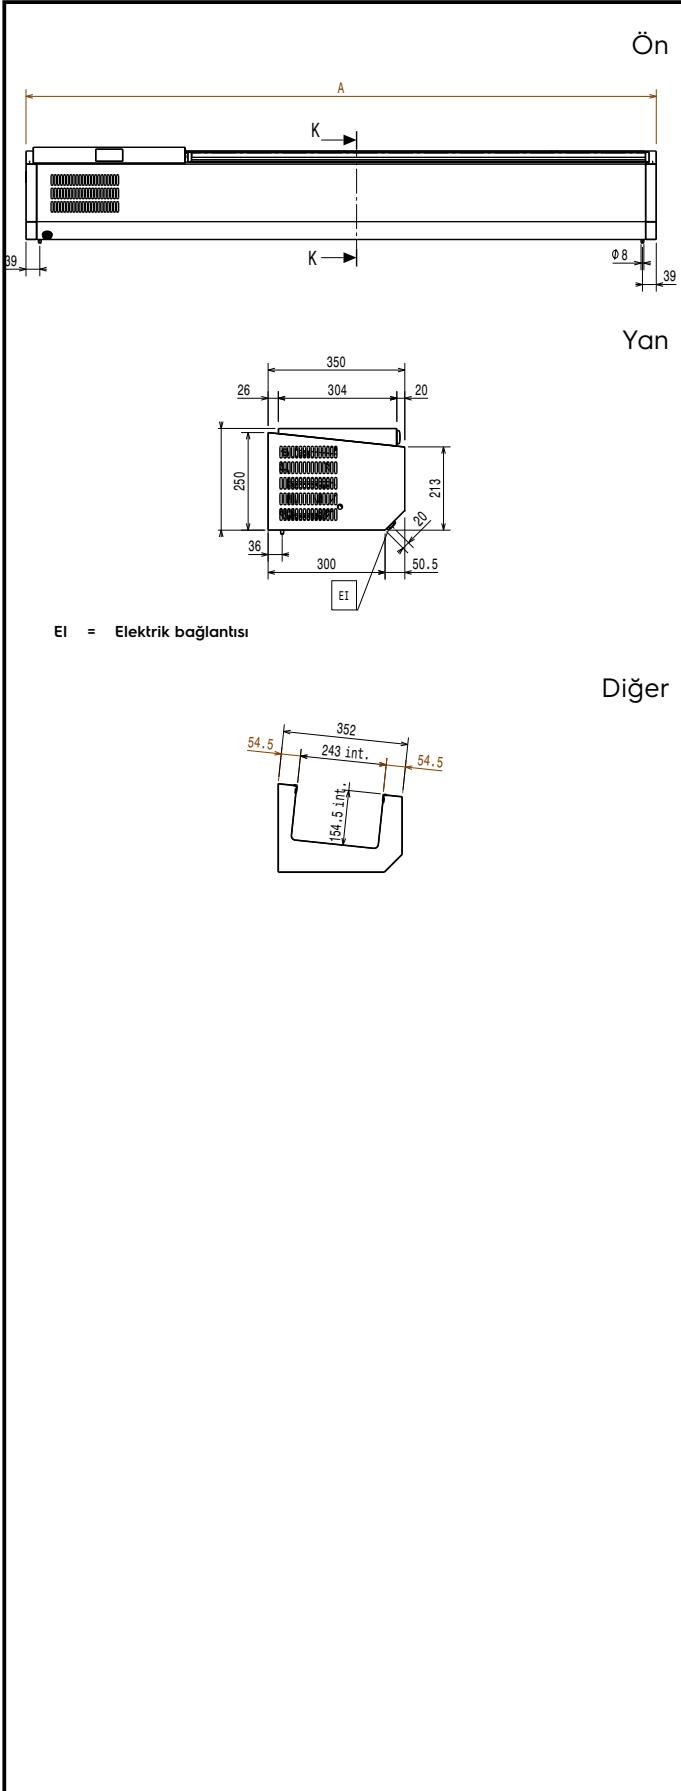 Ön
A
K
K
39
Φ8
39
Yan
350
26 304 20
250
213
20
36
300
50.5
EI
EI = Elektrik bağlantısı
Diğer
352
54.5
243 int.
54.5
154.5 int.